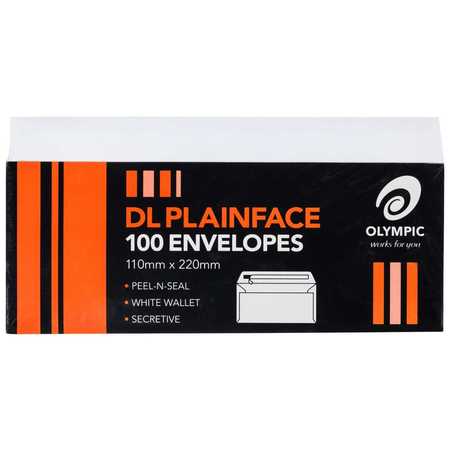 DL PLAINFACE
100 ENVELOPES
110mm x 220mm
• PEEL-N-SEAL
• WHITE WALLET
• SECRETIVE
OLYMPIC
Works for you